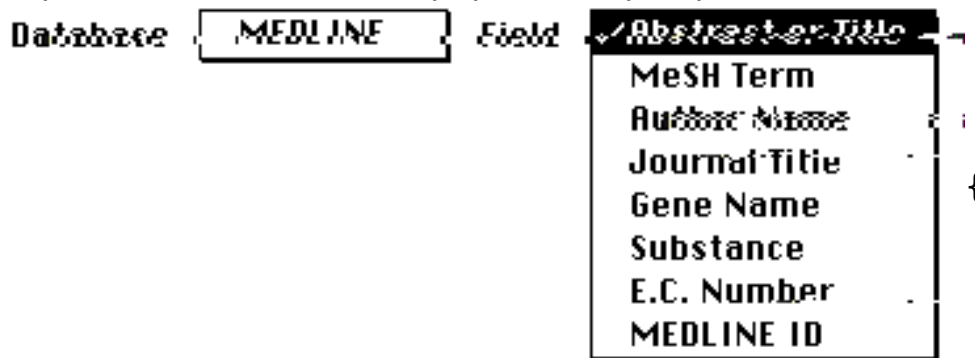 Database MEDLINE Field ✓Abstract or Title
MeSH Term
Author Name
Journal Title
Gene Name
Substance
E.C. Number
MEDLINE ID